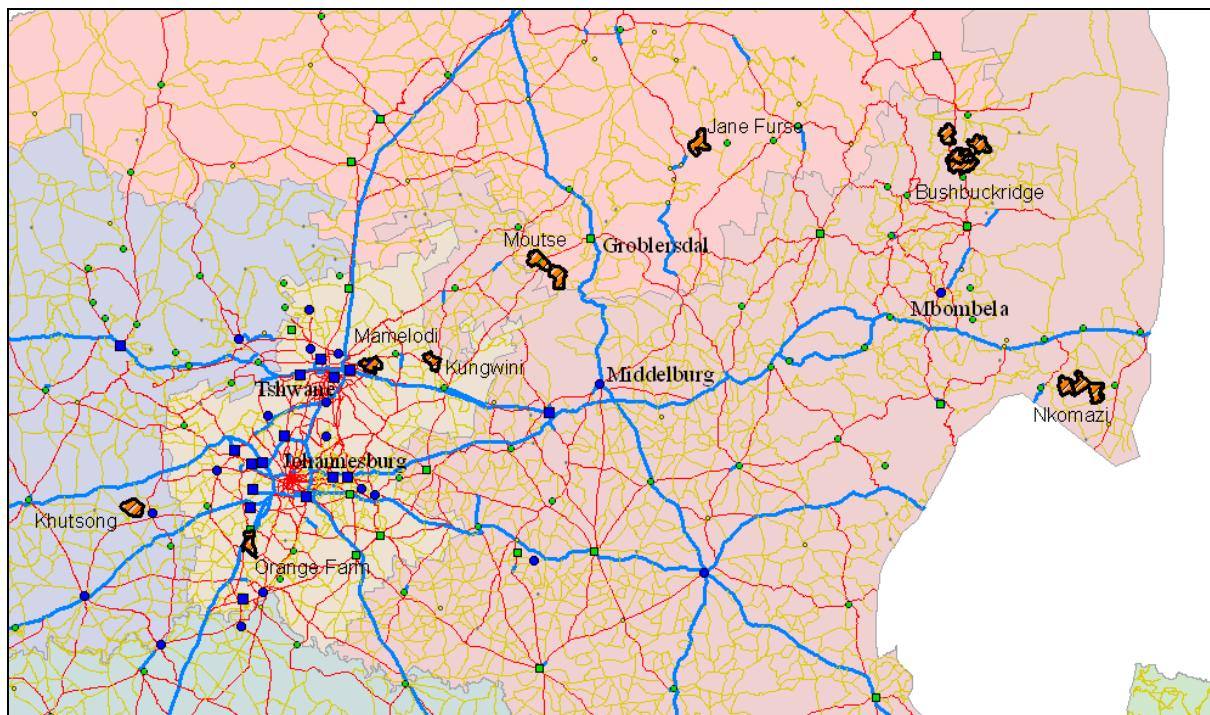 Jane Furse
Bushbuckridge
Moutse
Groblersdal
Mbombela
Mamelodi
Kungwini
Tshwane
Middelburg
Nkomazi
Johannesburg
Khutsong
Orange Farm